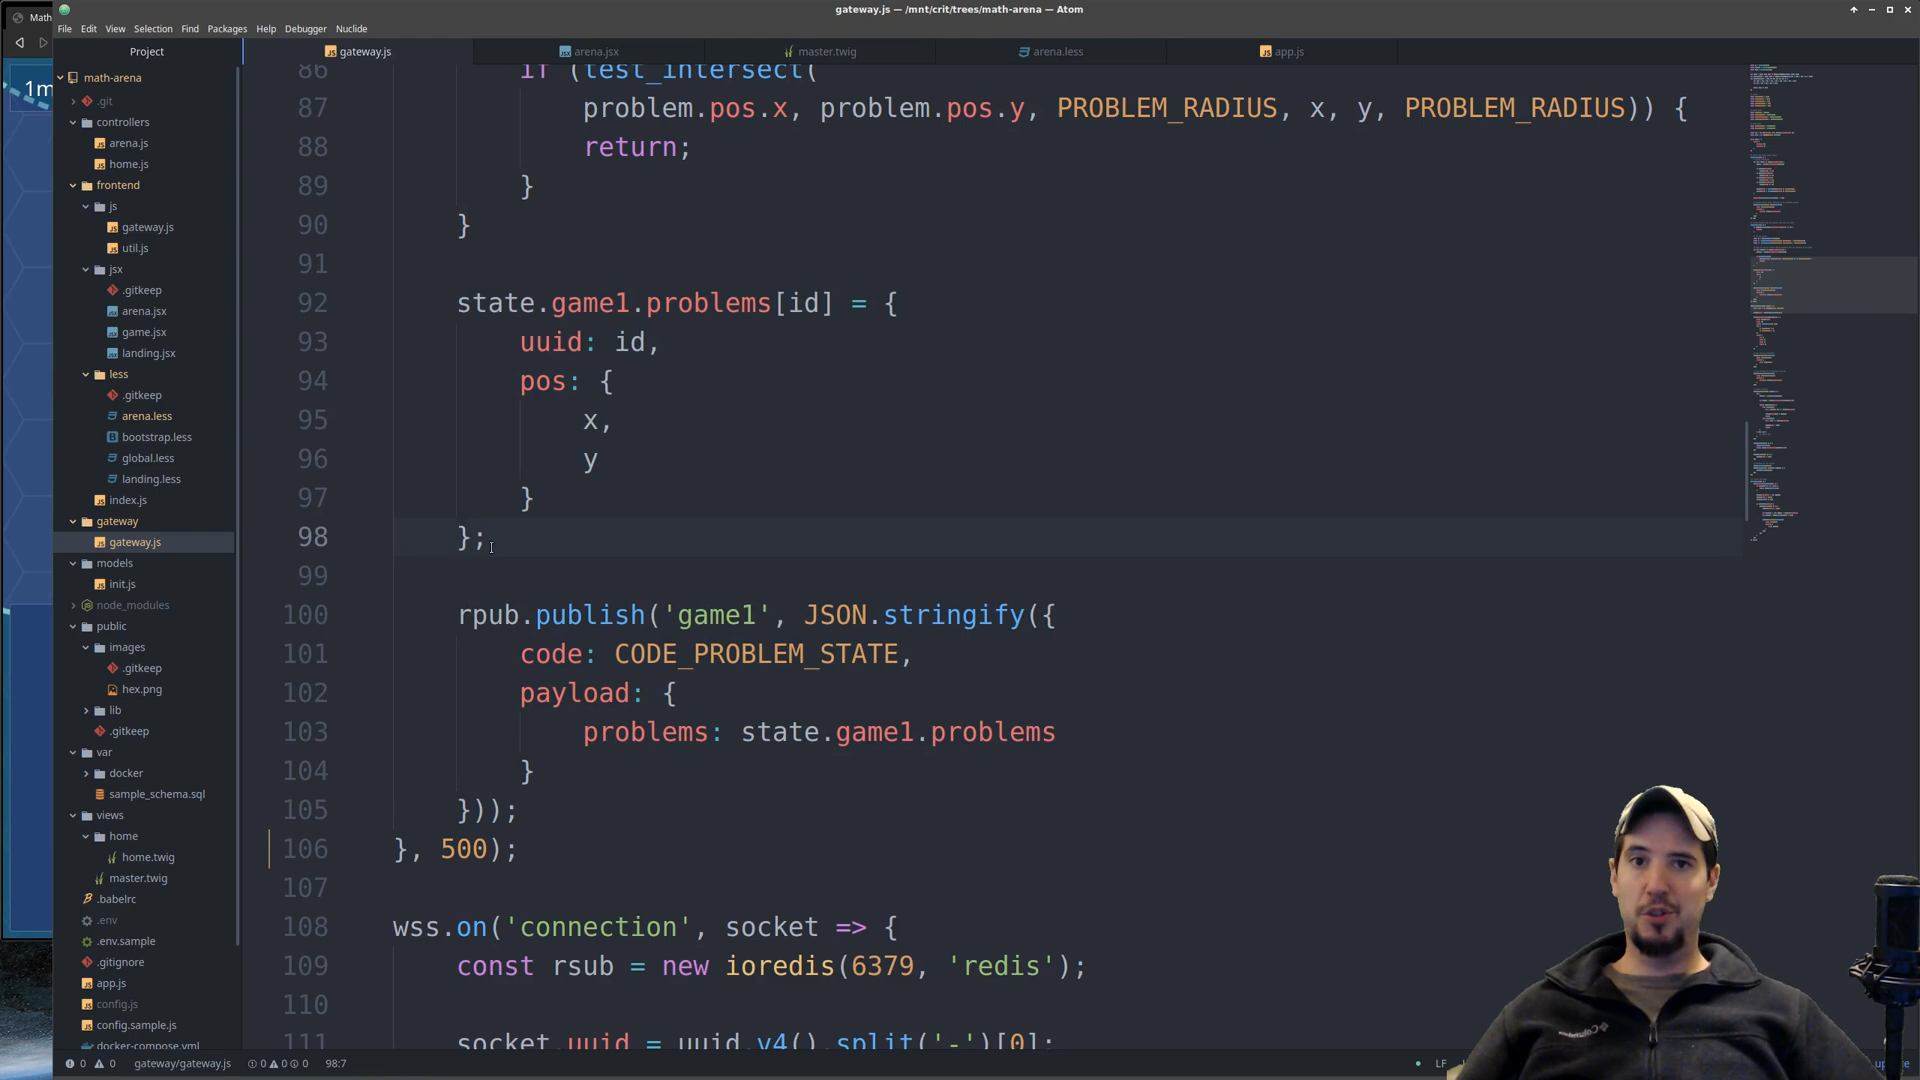 gateway.js — /mnt/crit/trees/math-arena — Atom
Math
File Edit View Selection Find Packages Help Debugger Nuclide
Project
gateway.js
arena.jsx
master.twig
arena.less
app.js
1m
math-arena
.git
controllers
arena.js
home.js
frontend
js
gateway.js
util.js
jsx
.gitkeep
arena.jsx
game.jsx
landing.jsx
less
.gitkeep
arena.less
bootstrap.less
global.less
landing.less
index.js
gateway
gateway.js
models
init.js
node_modules
public
images
.gitkeep
hex.png
lib
.gitkeep
var
docker
sample_schema.sql
views
home
home.twig
master.twig
.babelrc
.env
.env.sample
.gitignore
app.js
config.js
config.sample.js
docker-compose.yml
86 if (test_intersect(
87 problem.pos.x, problem.pos.y, PROBLEM_RADIUS, x, y, PROBLEM_RADIUS)) {
88 return;
89 }
90 }
91
92 state.game1.problems[id] = {
93 uuid: id,
94 pos: {
95 x,
96 y
97 }
98 };
99
100 rpub.publish('game1', JSON.stringify({
101 code: CODE_PROBLEM_STATE,
102 payload: {
103 problems: state.game1.problems
104 }
105 }));
106 }, 500);
107
108 wss.on('connection', socket => {
109 const rsub = new ioredis(6379, 'redis');
110
111 socket.uuid = uuid.v4().split('-')[0];
0 0 gateway/gateway.js 0 0 0 98:7
LF